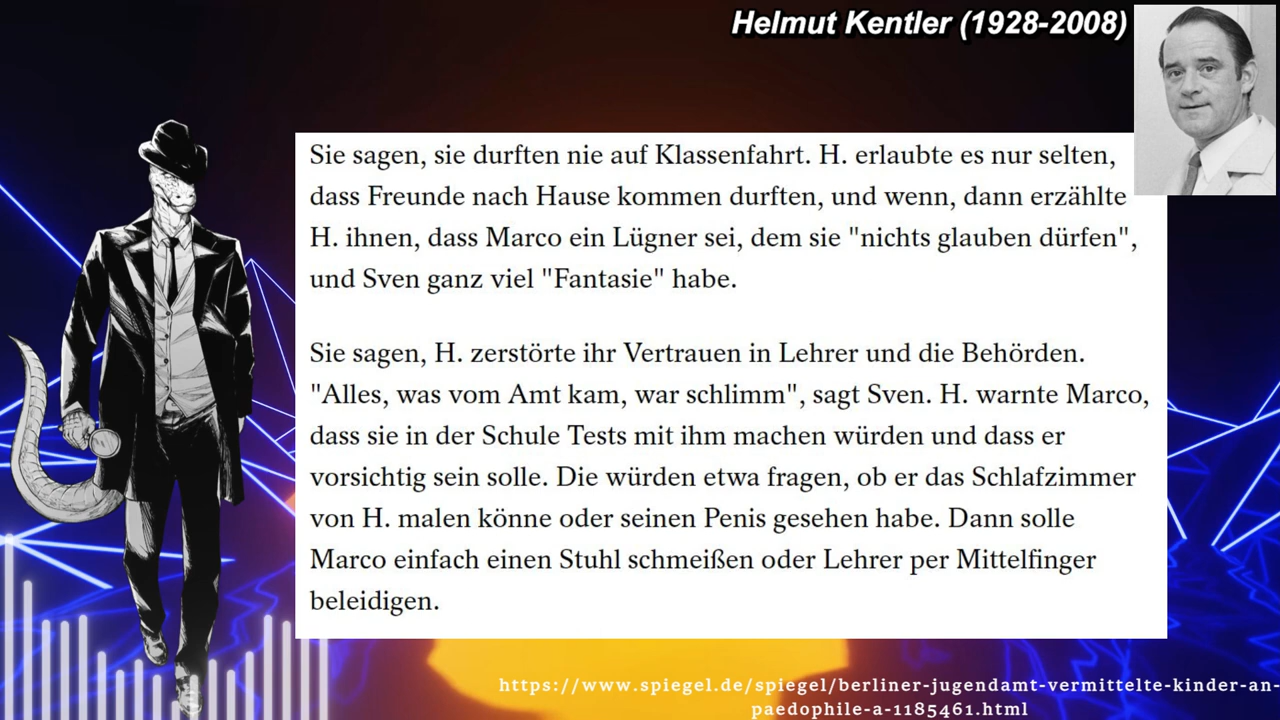 Helmut Kentler (1928-2008)
Sie sagen, sie durften nie auf Klassenfahrt. H. erlaubte es nur selten,
dass Freunde nach Hause kommen durften, und wenn, dann erzählte
H. ihnen, dass Marco ein Lügner sei, dem sie "nichts glauben dürfen",
und Sven ganz viel "Fantasie" habe.
Sie sagen, H. zerstörte ihr Vertrauen in Lehrer und die Behörden.
"Alles, was vom Amt kam, war schlimm", sagt Sven. H. warnte Marco,
dass sie in der Schule Tests mit ihm machen würden und dass er
vorsichtig sein solle. Die würden etwa fragen, ob er das Schlafzimmer
von H. malen könne oder seinen Penis gesehen habe. Dann solle
Marco einfach einen Stuhl schmeißen oder Lehrer per Mittelfinger
beleidigen.
https://www.spiegel.de/spiegel/berliner-jugendamt-vermittelte-kinder-an-
paedophile-a-1185461.html